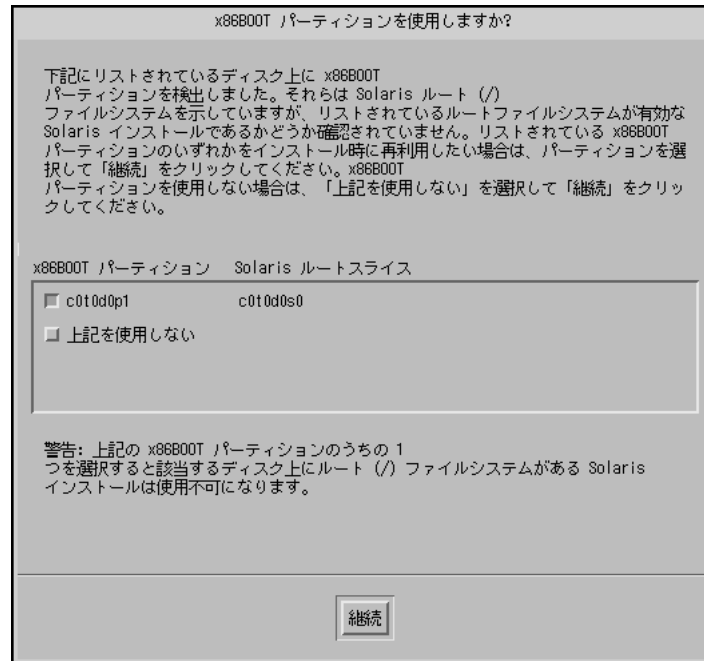 x86BOOT パーティションを使用しますか?
下記にリストされているディスク上に x86BOOT
パーティションを検出しました。それらは Solaris ルート (/)
ファイルシステムを示していますが、リストされているルートファイルシステムが有効な
Solaris インストールであるかどうか確認されていません。リストされている x86BOOT
パーティションのいずれかをインストール時に再利用したい場合は、パーティションを選
択して「継続」をクリックしてください。x86BOOT
パーティションを使用しない場合は、「上記を使用しない」を選択して「継続」をクリッ
クしてください。
x86BOOT パーティション Solaris ルートスライス
c0t0d0p1 c0t0d0s0
上記を使用しない
警告: 上記の x86BOOT パーティションのうちの 1
つを選択すると該当するディスク上にルート (/) ファイルシステムがある Solaris
インストールは使用不可になります。
継続